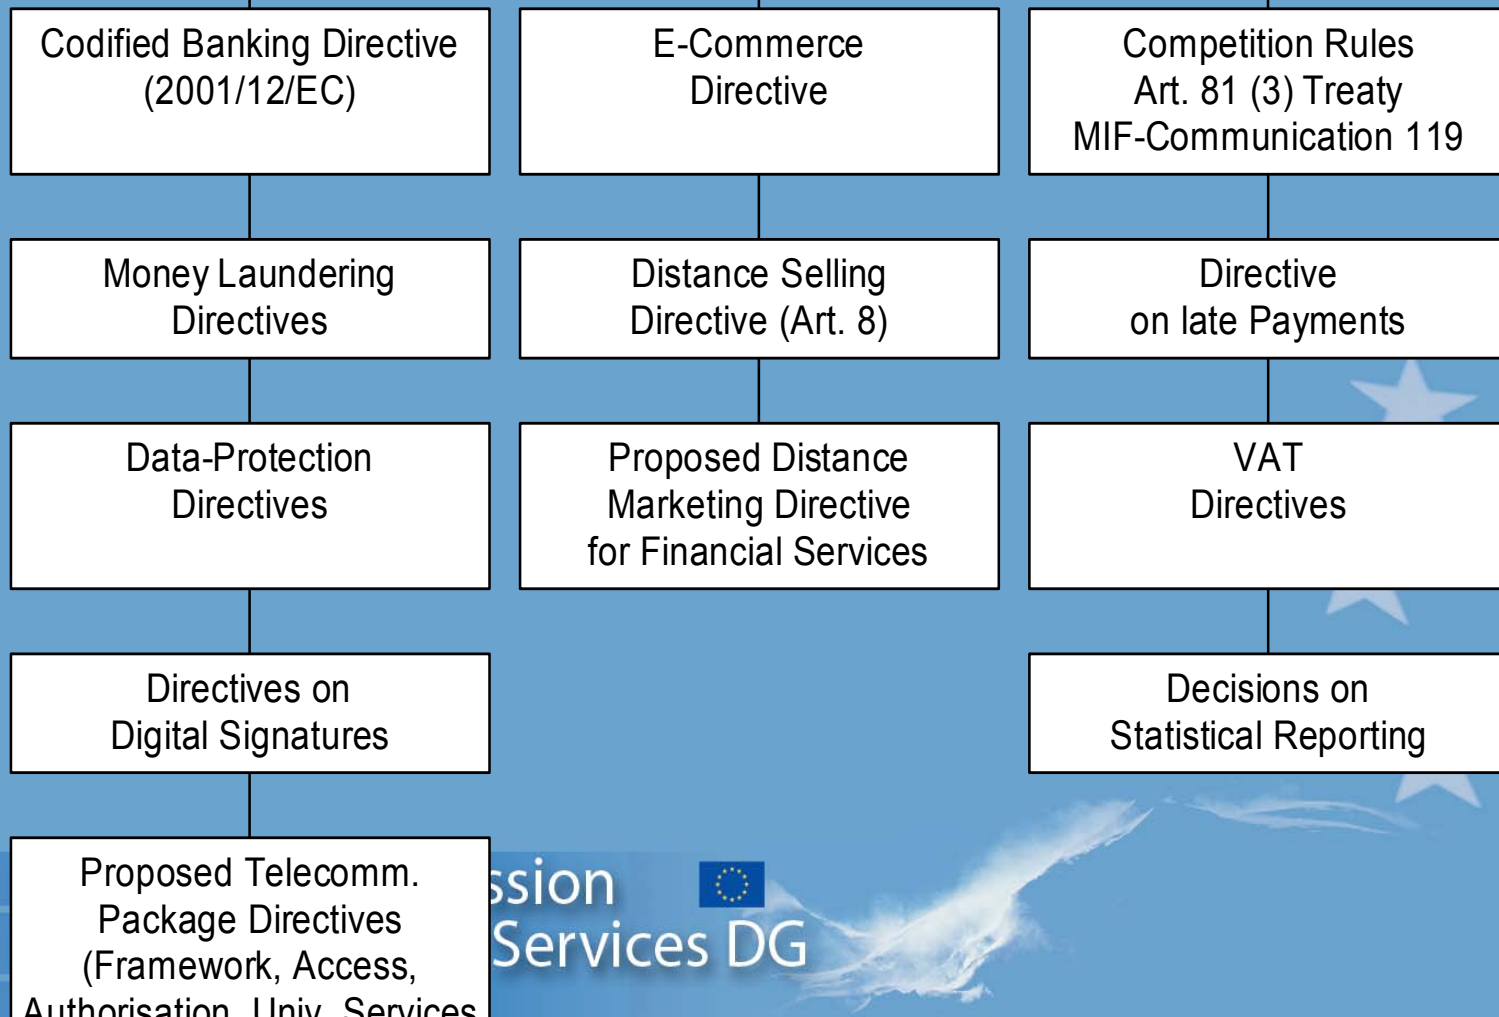 Codified Banking Directive
(2001/12/EC)
E-Commerce
Directive
Competition Rules
Art. 81 (3) Treaty
MIF-Communication 119
Money Laundering
Directives
Distance Selling
Directive (Art. 8)
Directive
on late Payments
Data-Protection
Directives
Proposed Distance
Marketing Directive
for Financial Services
VAT
Directives
Directives on
Digital Signatures
Decisions on
Statistical Reporting
Proposed Telecomm.
Package Directives
(Framework, Access,
Authorisation, Univ. Services
ssion
Services DG